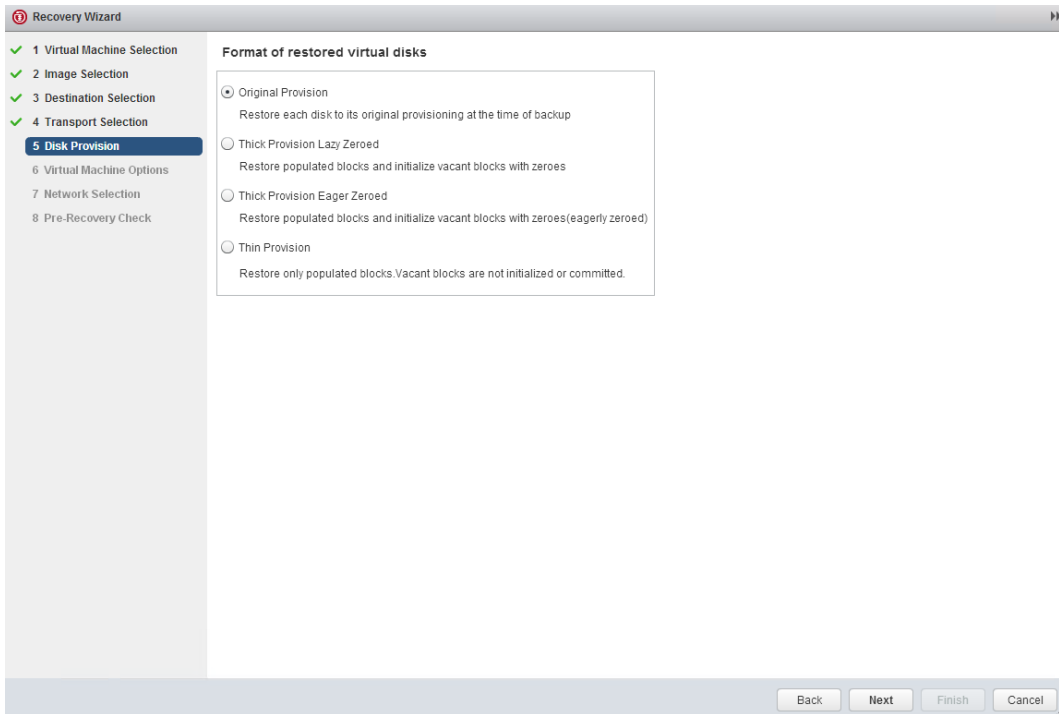 Recovery Wizard
1 Virtual Machine Selection
2 Image Selection
3 Destination Selection
4 Transport Selection
5 Disk Provision
6 Virtual Machine Options
7 Network Selection
8 Pre-Recovery Check
Format of restored virtual disks
Original Provision
Restore each disk to its original provisioning at the time of backup
Thick Provision Lazy Zeroed
Restore populated blocks and initialize vacant blocks with zeroes
Thick Provision Eager Zeroed
Restore populated blocks and initialize vacant blocks with zeroes(eagerly zeroed)
Thin Provision
Restore only populated blocks.Vacant blocks are not initialized or committed.
Back Next Finish Cancel